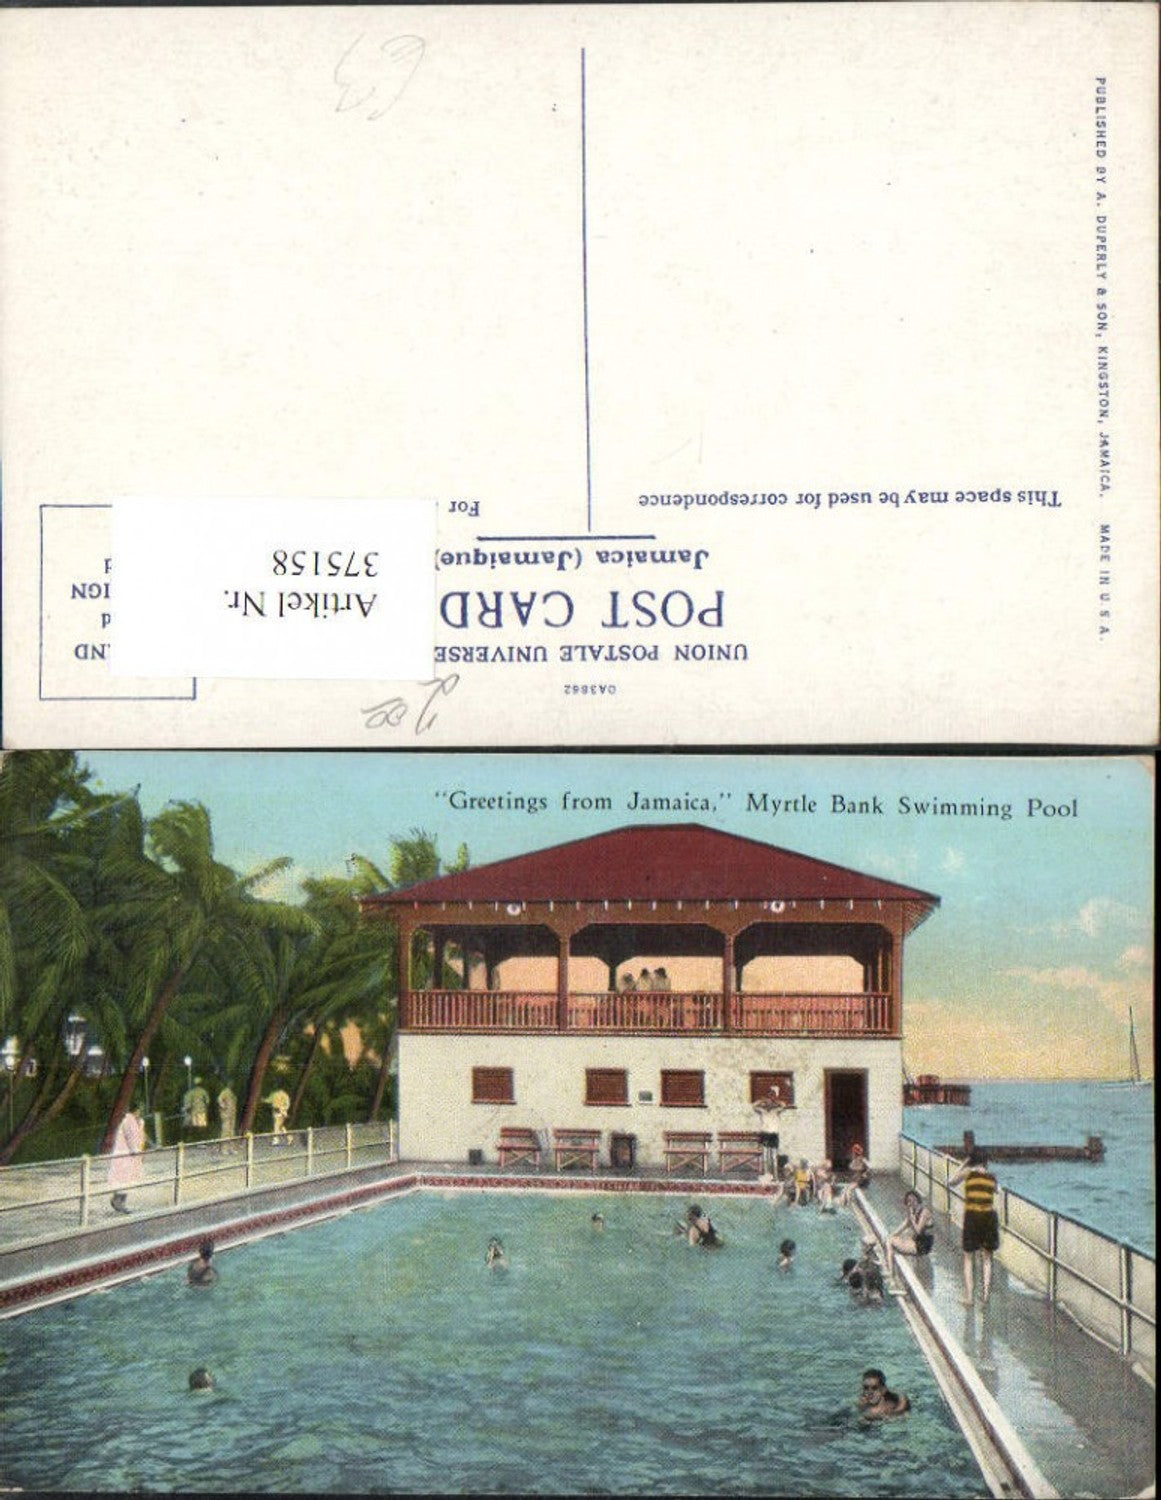 PUBLISHED BY A. DUPERLY & SON, KINGSTON, JAMAICA. MADE IN U.S.A.
OA3862
UNION POSTALE UNIVERSE
POST CARD
Jamaica (Jamaique)
This space may be used for correspondence
For
Artikel Nr.
375158
"Greetings from Jamaica," Myrtle Bank Swimming Pool